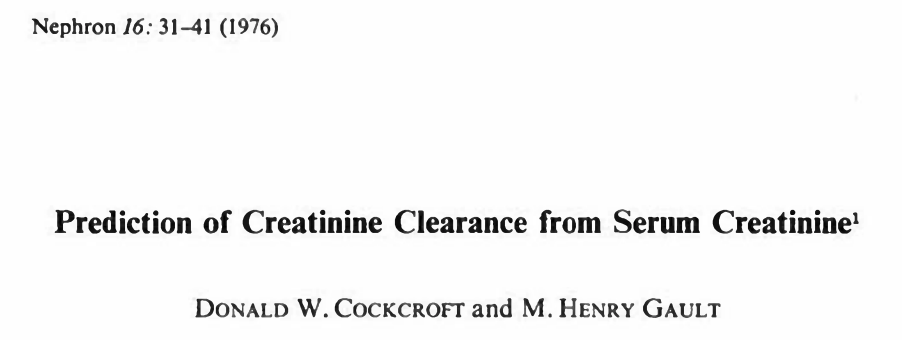 Nephron 16: 31–41 (1976)
Prediction of Creatinine Clearance from Serum Creatinine¹
DONALD W. COCKCROFT and M. HENRY GAULT